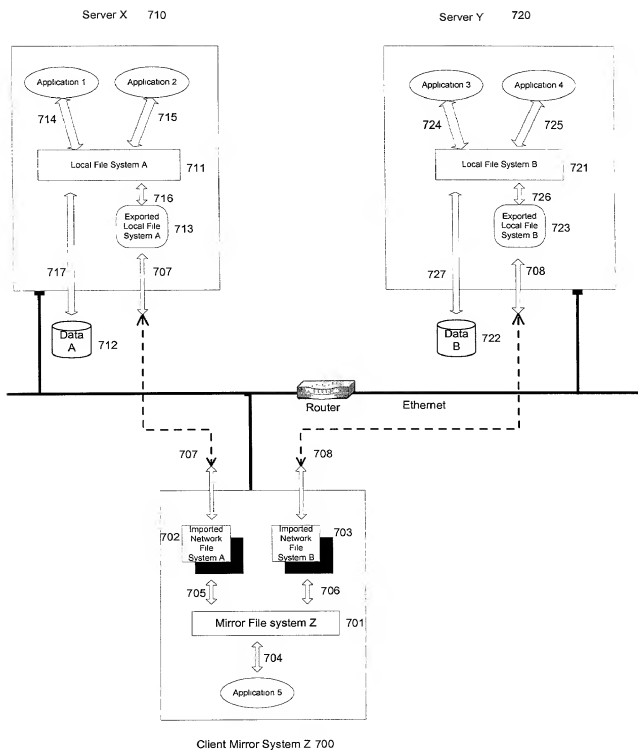 Server X 710
Server Y 720
Application 1
Application 2
Application 3
Application 4
714
715
724
725
Local File System A
711
Local File System B
721
716
726
Exported
Local File
System A
713
Exported
Local File
System B
723
717
707
727
708
Data
A
712
Data
B
722
Router
Ethernet
707
708
702
Imported
Network
File
System A
Imported
Network
File
System B
703
705
706
Mirror File system Z
701
704
Application 5
Client Mirror System Z 700